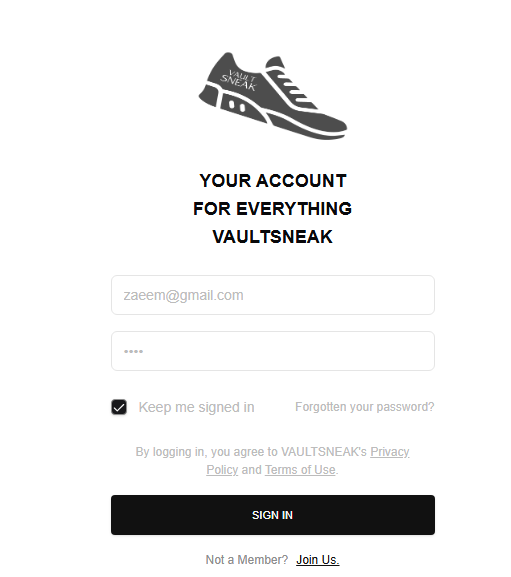 VAULT
SNEAK
YOUR ACCOUNT
FOR EVERYTHING
VAULTSNEAK
zaeem@gmail.com
••••
Keep me signed in
Forgotten your password?
By logging in, you agree to VAULTSNEAK's Privacy
Policy and Terms of Use.
SIGN IN
Not a Member? Join Us.